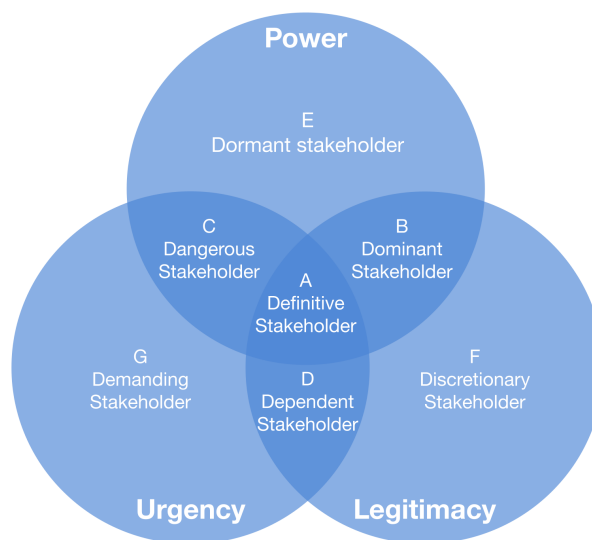 Power
E
Dormant stakeholder
C
Dangerous
Stakeholder
B
Dominant
Stakeholder
A
Definitive
Stakeholder
G
Demanding
Stakeholder
D
Dependent
Stakeholder
F
Discretionary
Stakeholder
Urgency
Legitimacy